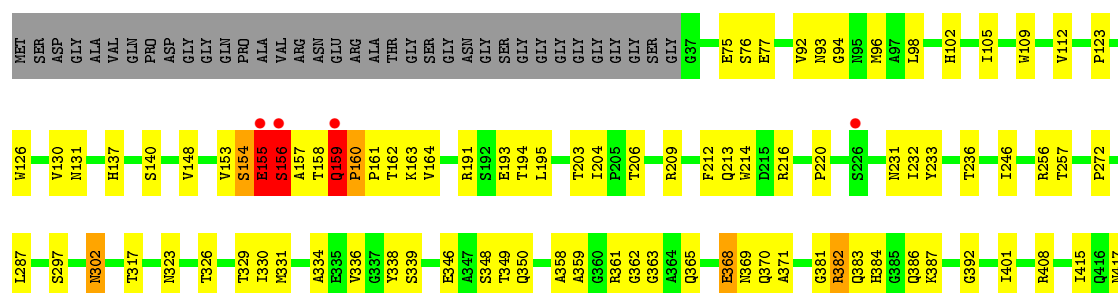 MET SER ASP GLY ALA ALA VAL GLN PRO ASP GLY GLY GLN PRO ALA VAL ARG ASN GLU ARG ALA THR GLY SER GLY ASN GLY SER GLY GLY GLY GLY GLY GLY GLY SER GLY G37 E75 S76 E77 V92 N93 G94 N95 M96 A97 L98 H102 I105 W109 V112 P123
W126 V130 N131 H137 S140 V148 V153 S154 E155 S156 A157 T158 Q159 P160 P161 T162 K163 V164 R191 S192 E193 T194 L195 T203 I204 P205 T206 R209 F212 Q213 W214 D215 R216 P220 S226 N231 I232 Y233 T236 I246 R256 T257 P272
L287 S297 N302 T317 N323 T326 T329 I330 M331 A334 E335 V336 G337 Y338 S339 E346 A347 S348 T349 Q350 A358 A359 G360 R361 G362 G363 A364 Q365 E368 N369 Q370 A371 G381 R382 Q383 H384 G385 Q386 K387 G392 I401 R408 I415 Q416